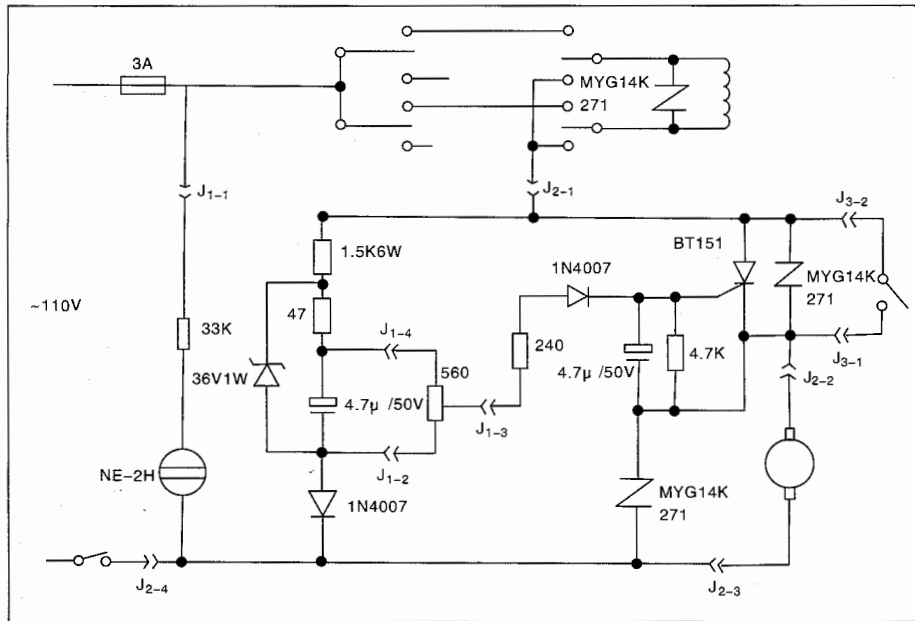 3A
MYG14K
271
J1-1
J2-1
J3-2
BT151
1.5K6W
1N4007
MYG14K
271
~110V
47
J1-4
33K
240
J3-1
560
4.7K
J2-2
36V1W
4.7μ /50V
4.7μ /50V
J1-3
J1-2
NE-2H
MYG14K
271
1N4007
J2-4
J2-3